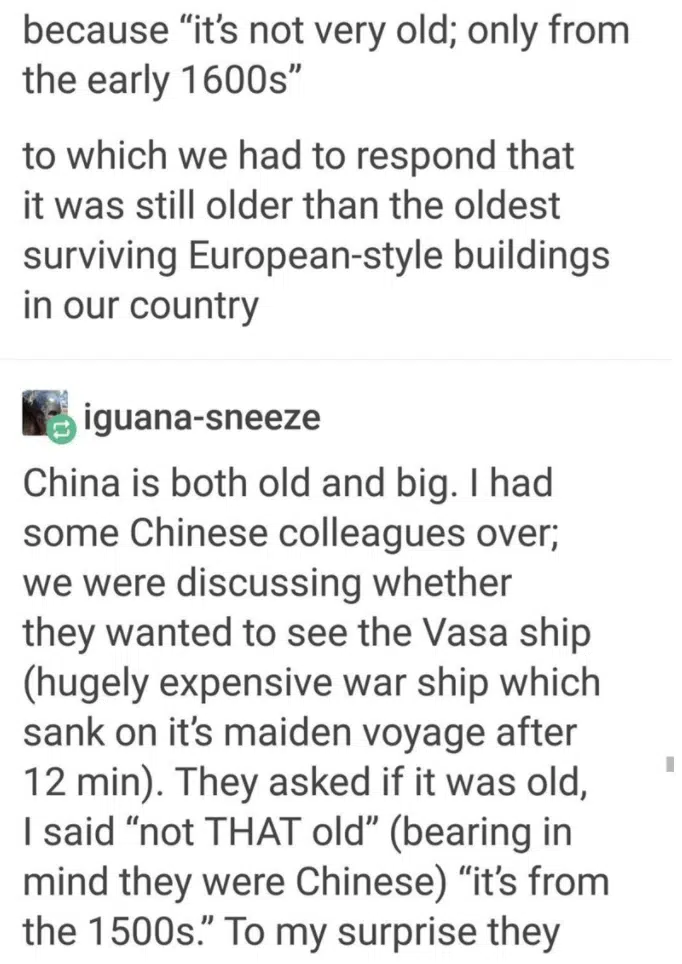 because “it’s not very old; only from
the early 1600s”
to which we had to respond that
it was still older than the oldest
surviving European-style buildings
in our country
iguana-sneeze
China is both old and big. I had
some Chinese colleagues over;
we were discussing whether
they wanted to see the Vasa ship
(hugely expensive war ship which
sank on it’s maiden voyage after
12 min). They asked if it was old,
I said “not THAT old” (bearing in
mind they were Chinese) “it’s from
the 1500s.” To my surprise they